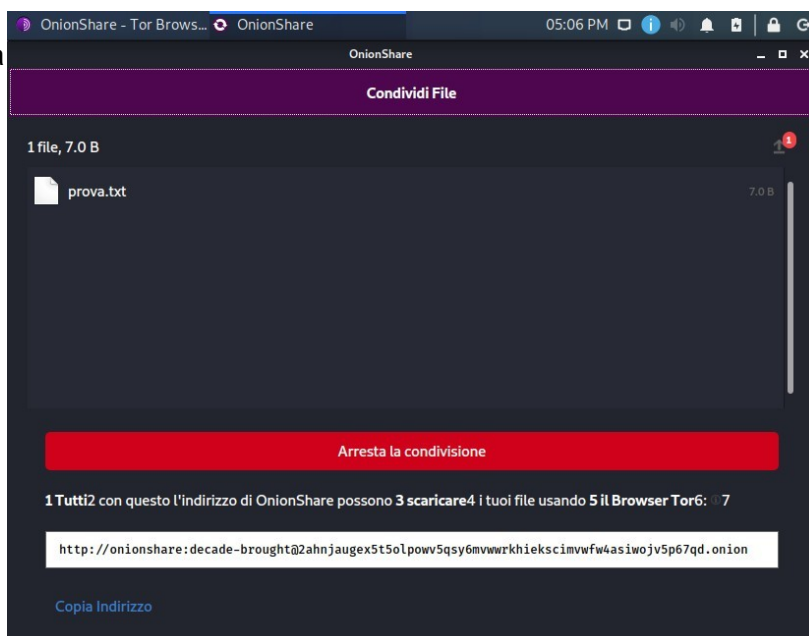 OnionShare - Tor Brows... OnionShare 05:06 PM
OnionShare
Condividi File
1 file, 7.0 B
1
prova.txt 7.0 B
Arresta la condivisione
1 Tutti2 con questo l'indirizzo di OnionShare possono 3 scaricare4 i tuoi file usando 5 il Browser Tor6: 7
http://onionshare:decade-brought@2ahnjaugex5t5olpowv5qsy6mvwwrkhiekscimvwfw4asiwojv5p67qd.onion
Copia Indirizzo